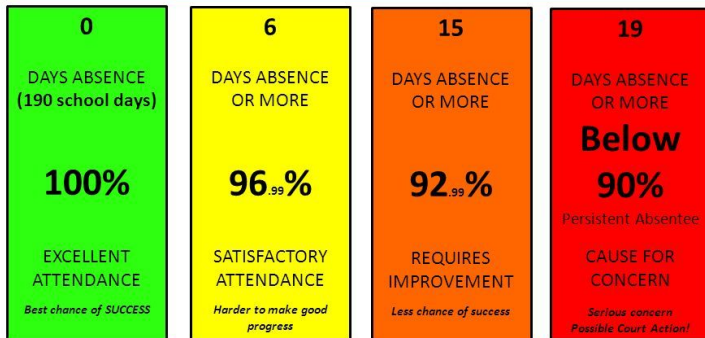 0
DAYS ABSENCE
(190 school days)
100%
EXCELLENT
ATTENDANCE
Best chance of SUCCESS
6
DAYS ABSENCE
OR MORE
96.99%
SATISFACTORY
ATTENDANCE
Harder to make good
progress
15
DAYS ABSENCE
OR MORE
92.99%
REQUIRES
IMPROVEMENT
Less chance of success
19
DAYS ABSENCE
OR MORE
Below
90%
Persistent Absentee
CAUSE FOR
CONCERN
Serious concern
Possible Court Action!